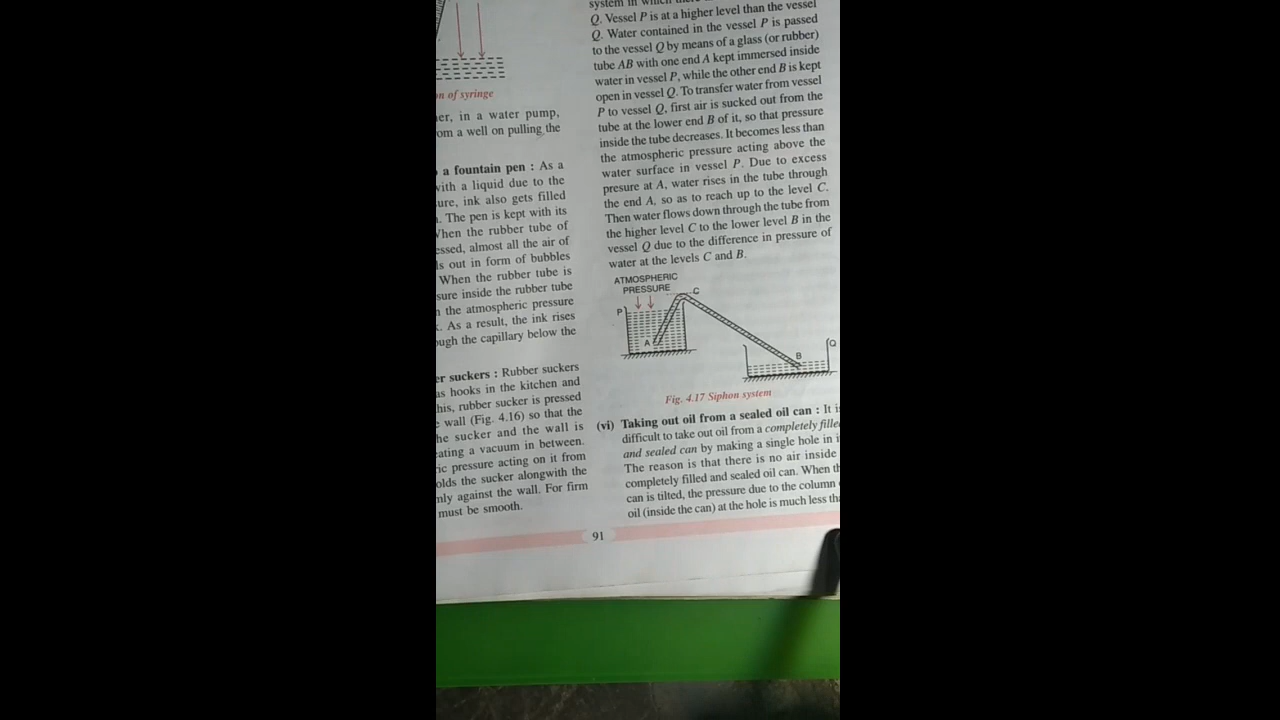 on of syringe
er, in a water pump,
om a well on pulling the
a fountain pen : As a
with a liquid due to the
ure, ink also gets filled
. The pen is kept with its
When the rubber tube of
essed, almost all the air of
ls out in form of bubbles
When the rubber tube is
sure inside the rubber tube
n the atmospheric pressure
. As a result, the ink rises
ough the capillary below the
er suckers : Rubber suckers
as hooks in the kitchen and
his, rubber sucker is pressed
wall (Fig. 4.16) so that the
he sucker and the wall is
eating a vacuum in between.
ic pressure acting on it from
olds the sucker alongwith the
nly against the wall. For firm
must be smooth.
system in which there
Q. Vessel P is at a higher level than the vessel
Q. Water contained in the vessel P is passed
to the vessel Q by means of a glass (or rubber)
tube AB with one end A kept immersed inside
water in vessel P, while the other end B is kept
open in vessel Q. To transfer water from vessel
P to vessel Q, first air is sucked out from the
tube at the lower end B of it, so that pressure
inside the tube decreases. It becomes less than
the atmospheric pressure acting above the
water surface in vessel P. Due to excess
presure at A, water rises in the tube through
the end A, so as to reach up to the level C.
Then water flows down through the tube from
the higher level C to the lower level B in the
vessel Q due to the difference in pressure of
water at the levels C and B.
ATMOSPHERIC
PRESSURE
C
P
A
B
Q
Fig. 4.17 Siphon system
(vi) Taking out oil from a sealed oil can : It i
difficult to take out oil from a completely fille
and sealed can by making a single hole in i
The reason is that there is no air inside
completely filled and sealed oil can. When th
can is tilted, the pressure due to the column
oil (inside the can) at the hole is much less tha
91